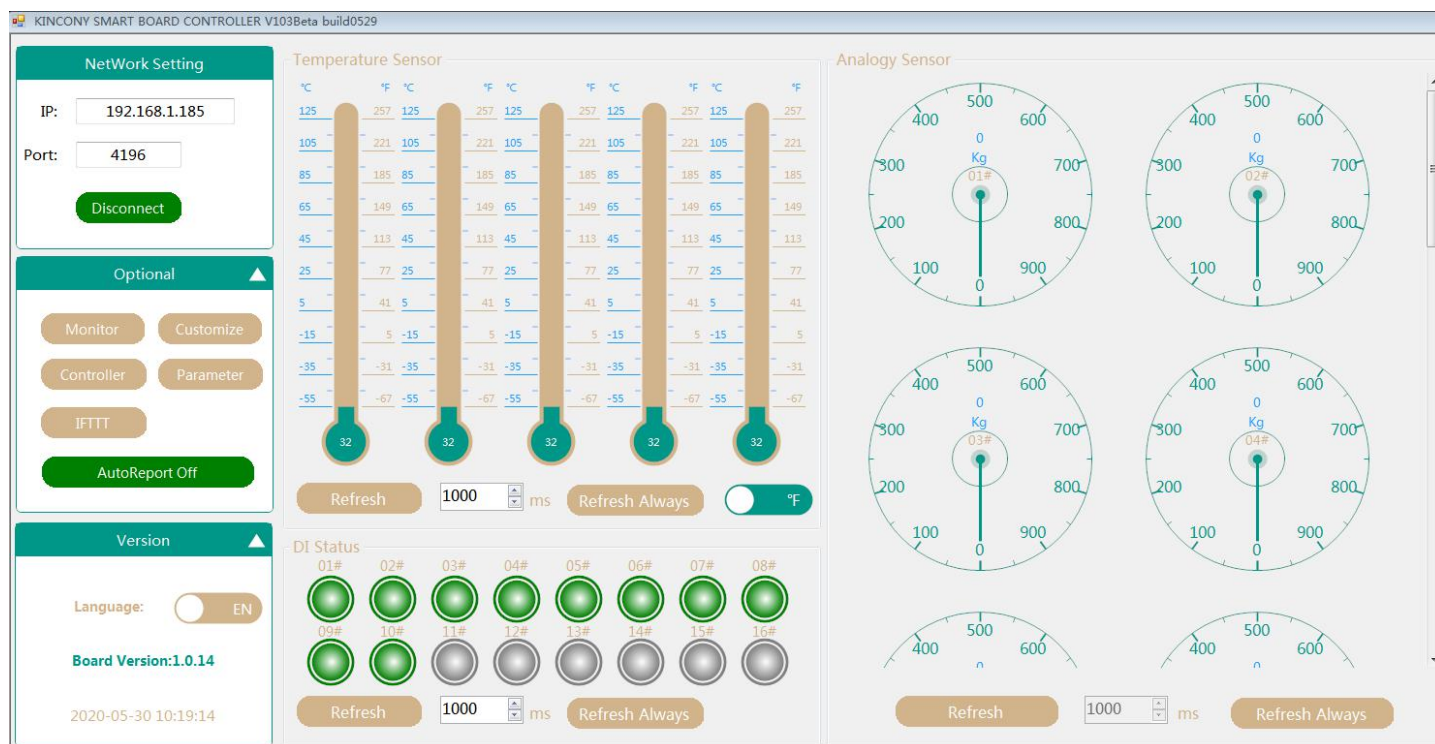 KINCONY SMART BOARD CONTROLLER V103Beta build0529
NetWork Setting
IP: 192.168.1.185
Port: 4196
Disconnect
Optional
Monitor Customize
Controller Parameter
IFTTT
AutoReport Off
Version
Language: EN
Board Version:1.0.14
2020-05-30 10:19:14
Temperature Sensor
°C °F °C °F °C °F °C °F °C °F
125 257 125 257 125 257 125 257 125 257
105 221 105 221 105 221 105 221 105 221
85 185 85 185 85 185 85 185 85 185
65 149 65 149 65 149 65 149 65 149
45 113 45 113 45 113 45 113 45 113
25 77 25 77 25 77 25 77 25 77
5 41 5 41 5 41 5 41 5 41
-15 5 -15 5 -15 5 -15 5 -15 5
-35 -31 -35 -31 -35 -31 -35 -31 -35 -31
-55 -67 -55 -67 -55 -67 -55 -67 -55 -67
32 32 32 32 32
Refresh 1000 ms Refresh Always °F
DI Status
01# 02# 03# 04# 05# 06# 07# 08#
09# 10# 11# 12# 13# 14# 15# 16#
Refresh 1000 ms Refresh Always
Analogy Sensor
500 500
400 600 400 600
0 0
Kg Kg
300 700 300 700
01# 02#
200 800 200 800
100 900 100 900
0 0
500 500
400 600 400 600
0 0
Kg Kg
300 700 300 700
03# 04#
200 800 200 800
100 900 100 900
0 0
500 500
400 600 400 600
0 0
Refresh 1000 ms Refresh Always